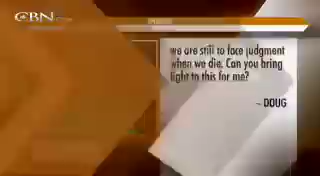 CBN
we are still to face judgment
when we die. Can you bring
light to this for me?
~ DOUG